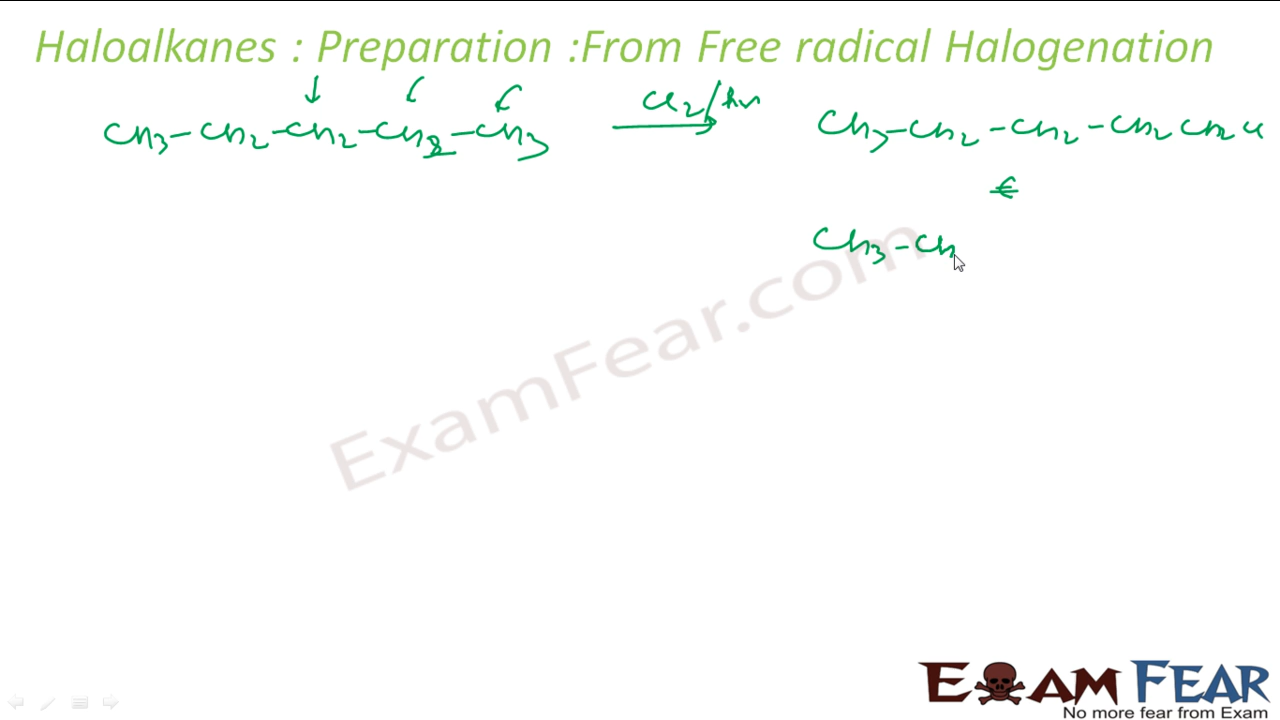 Haloalkanes : Preparation :From Free radical Halogenation
CH3-CH2-CH2-CH2-CH3 Cl2/hν CH3-CH2-CH2-CH2CH2Cl
CH3-CH
ExamFear.com
EXAM FEAR
No more fear from Exam